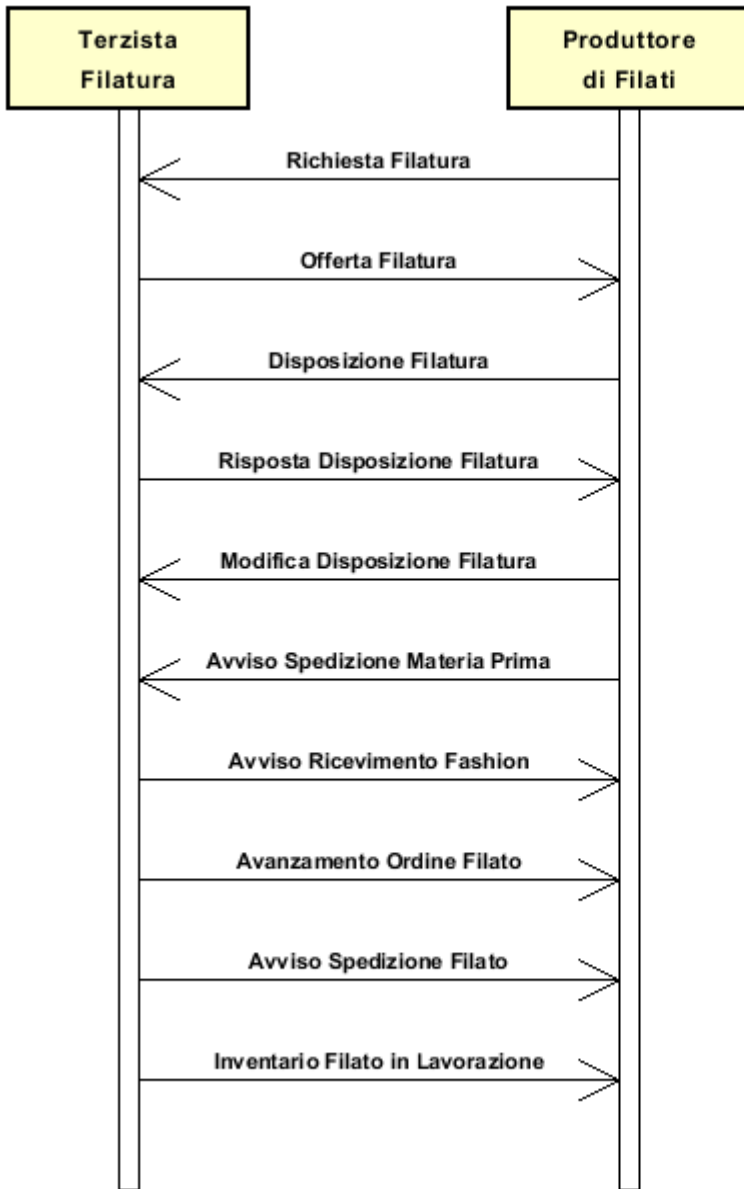 Terzista
Filatura
Produttore
di Filati
Richiesta Filatura
Offerta Filatura
Disposizione Filatura
Risposta Disposizione Filatura
Modifica Disposizione Filatura
Avviso Spedizione Materia Prima
Avviso Ricevimento Fashion
Avanzamento Ordine Filato
Avviso Spedizione Filato
Inventario Filato in Lavorazione